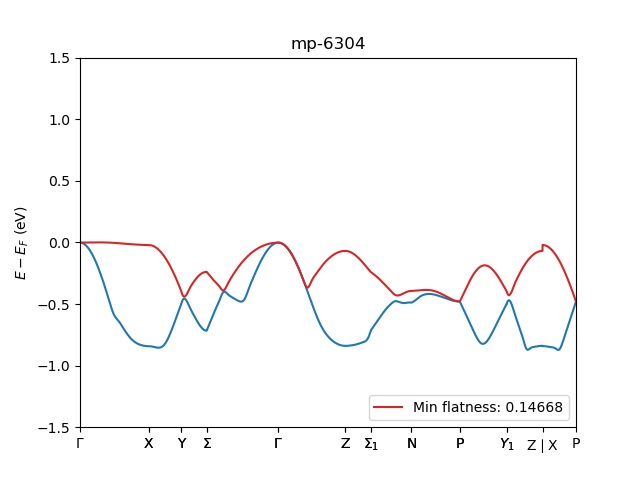 mp-6304
E − E_F (eV)
1.5
1.0
0.5
0.0
−0.5
−1.0
−1.5
Min flatness: 0.14668
Γ X Y Σ Γ Z Σ₁ N P Y₁ Z | X P